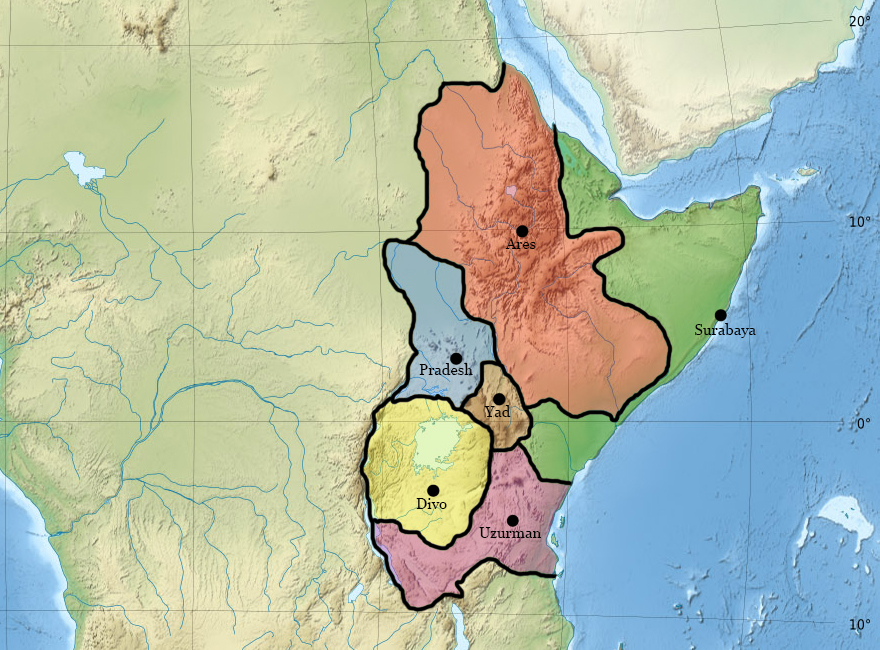 20°
10°
Ares
Surabaya
Pradesh
Yad
0°
Divo
Uzurman
10°